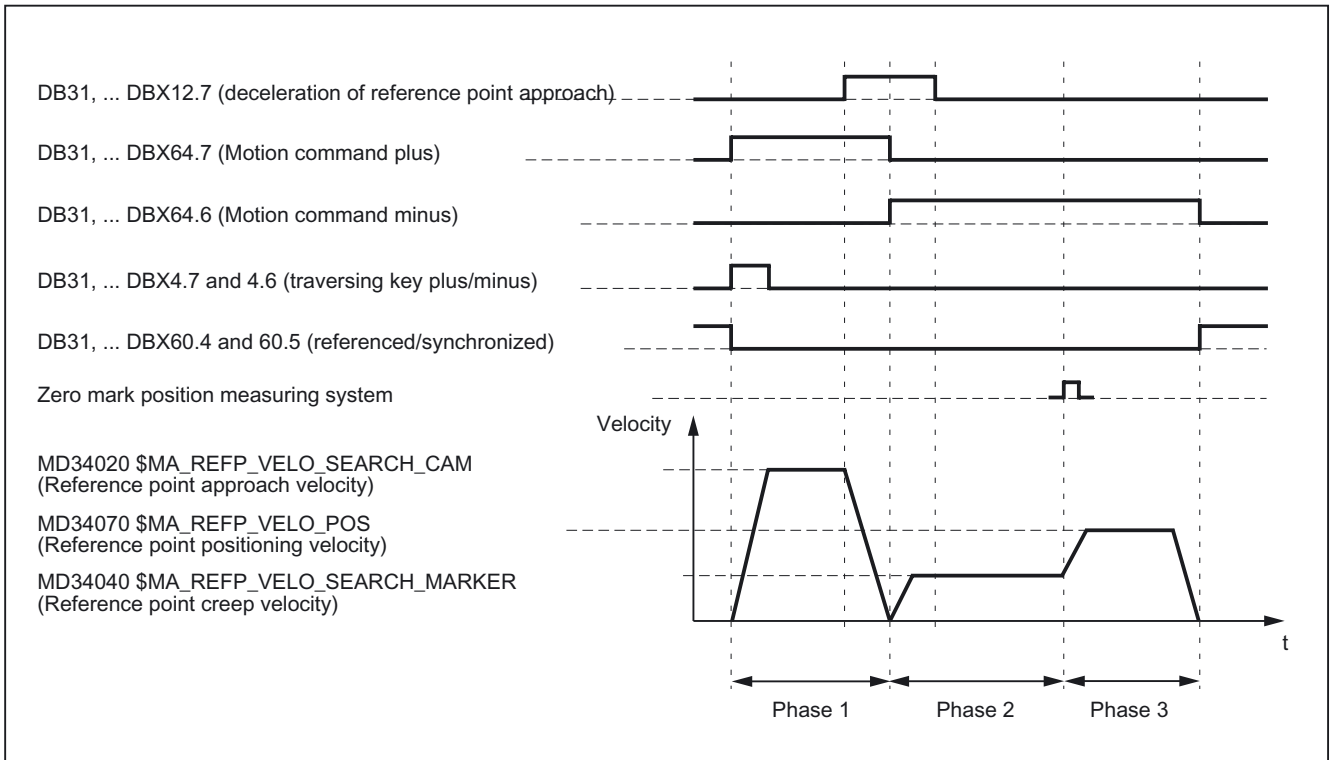 DB31, ... DBX12.7 (deceleration of reference point approach)
DB31, ... DBX64.7 (Motion command plus)
DB31, ... DBX64.6 (Motion command minus)
DB31, ... DBX4.7 and 4.6 (traversing key plus/minus)
DB31, ... DBX60.4 and 60.5 (referenced/synchronized)
Zero mark position measuring system
Velocity
MD34020 $MA_REFP_VELO_SEARCH_CAM
(Reference point approach velocity)
MD34070 $MA_REFP_VELO_POS
(Reference point positioning velocity)
MD34040 $MA_REFP_VELO_SEARCH_MARKER
(Reference point creep velocity)
t
Phase 1 Phase 2 Phase 3